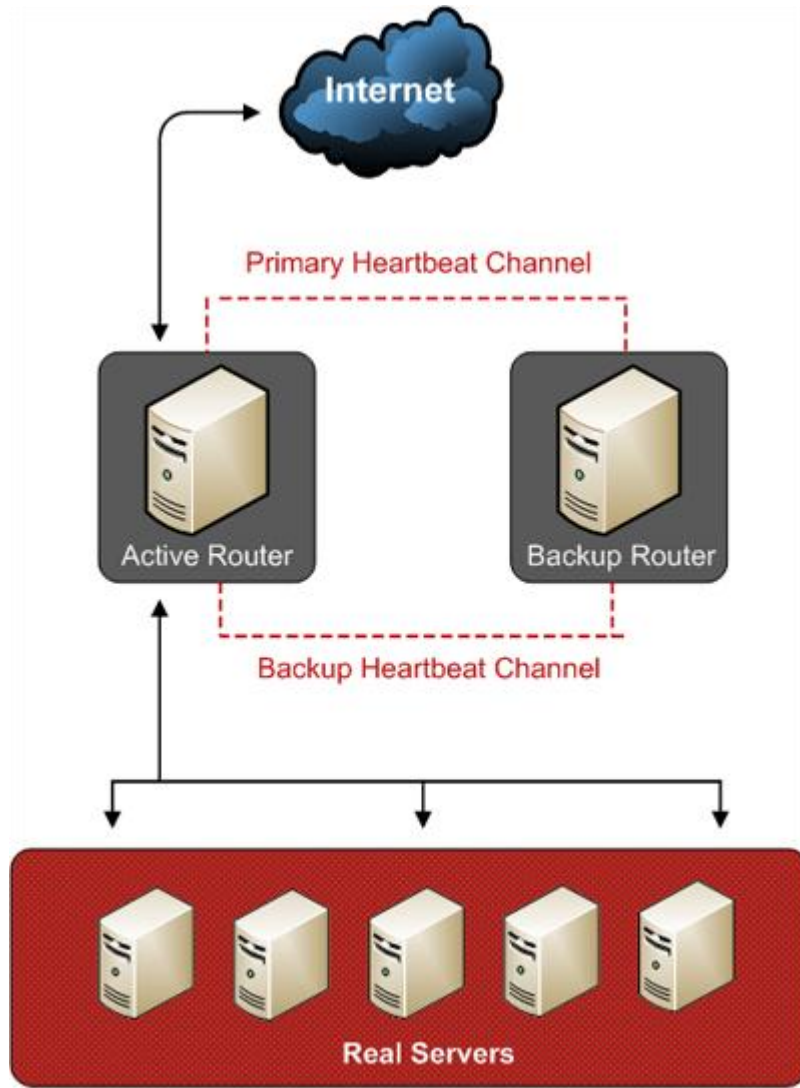 Internet
Primary Heartbeat Channel
Active Router
Backup Router
Backup Heartbeat Channel
Real Servers